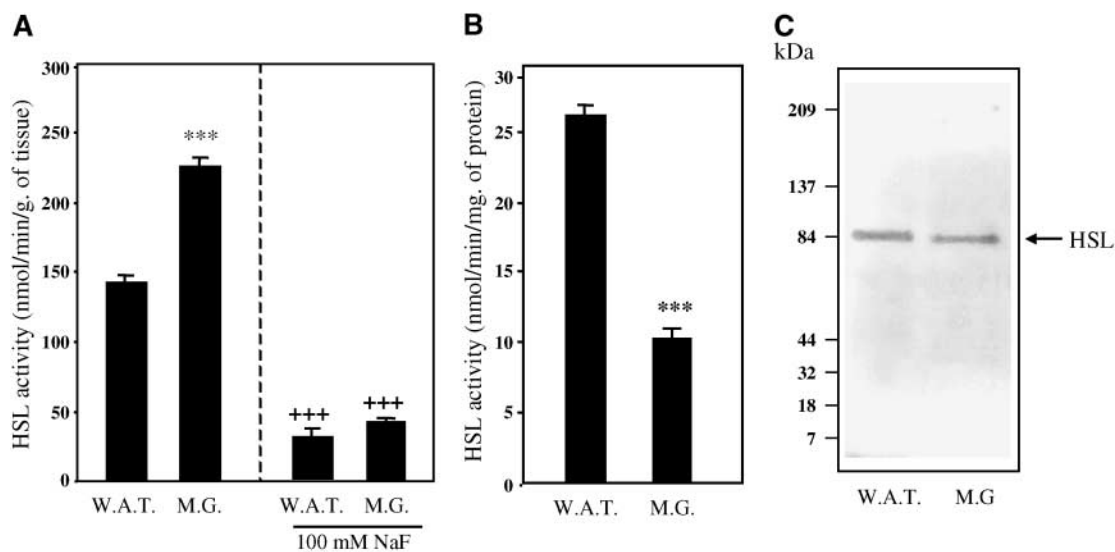 A
HSL activity (nmol/min/g. of tissue)
300
250
200
150
100
50
0
***
+++
+++
W.A.T.
M.G.
W.A.T.
M.G.
100 mM NaF
B
HSL activity (nmol/min/mg. of protein)
30
25
20
15
10
5
0
***
W.A.T.
M.G.
C
kDa
209
137
84
44
32
18
7
HSL
W.A.T.
M.G